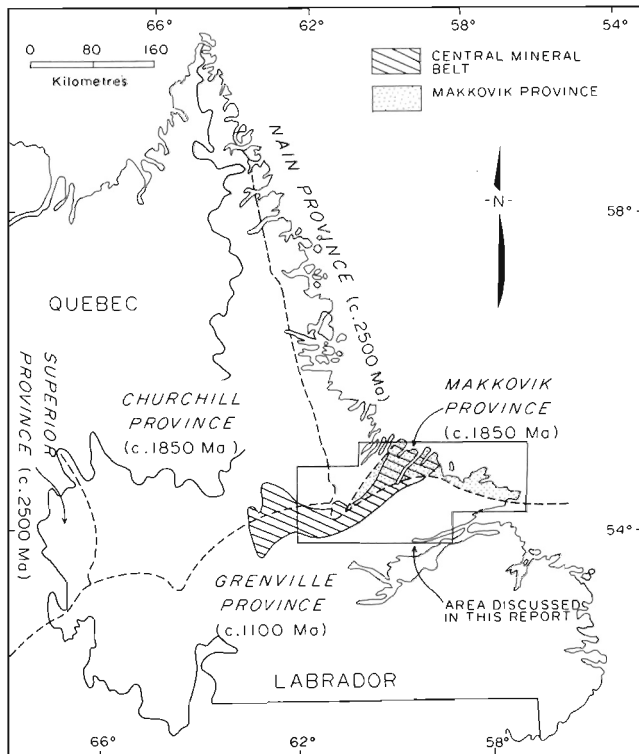 66°
62°
58°
54°
0 80 160
Kilometres
CENTRAL MINERAL
BELT
MAKKOVIK PROVINCE
-N-
58°
NAIN PROVINCE (c.2500 Ma)
QUEBEC
SUPERIOR
PROVINCE (c.2500 Ma)
CHURCHILL
PROVINCE
(c.1850 Ma)
MAKKOVIK
PROVINCE
(c.1850 Ma)
54°
GRENVILLE
PROVINCE
(c.1100 Ma)
AREA DISCUSSEDS
IN THIS REPORT
LABRADOR
66°
62°
58°